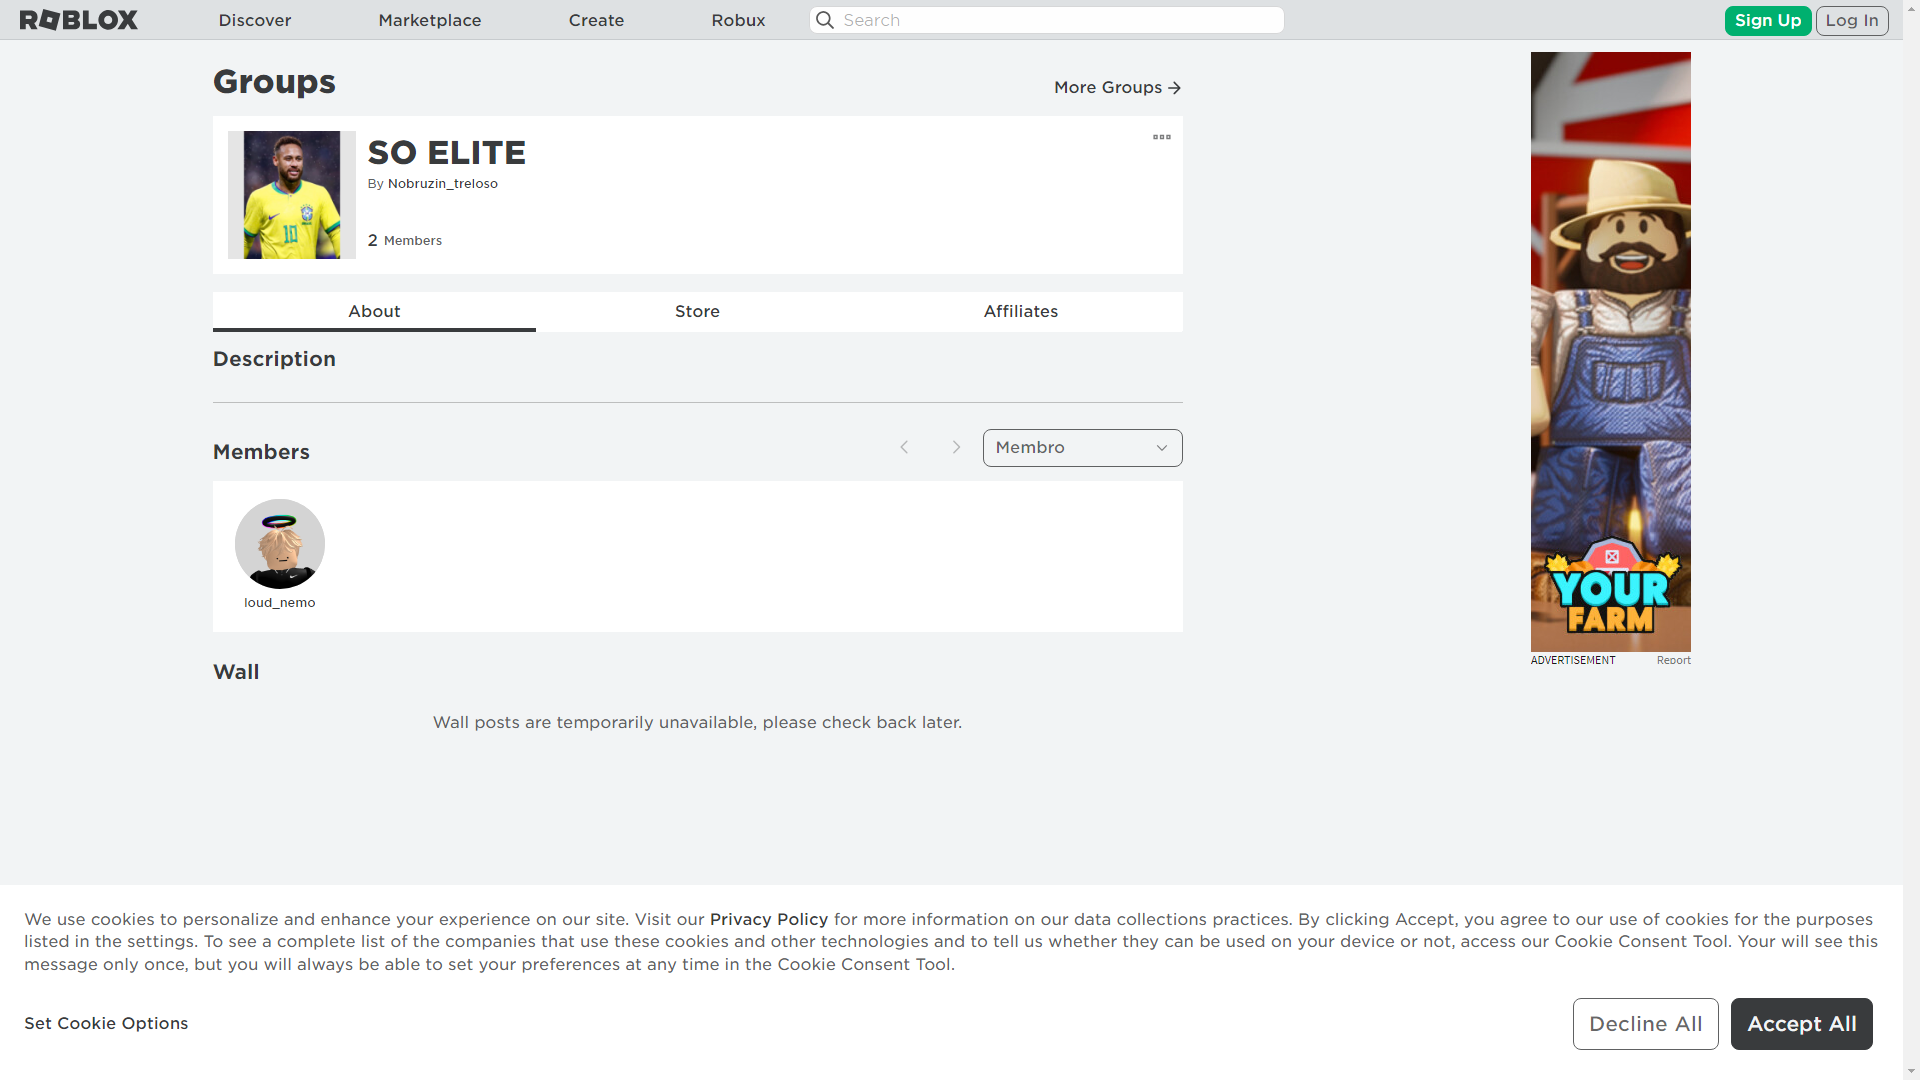 ROBLOX Discover Marketplace Create Robux Search Sign Up Log In
Groups
More Groups
SO ELITE
By Nobruzin_treloso
10
2 Members
About Store Affiliates
Description
Members
Membro
loud_nemo
Wall
Wall posts are temporarily unavailable, please check back later.
YOUR
FARM
ADVERTISEMENT Report
We use cookies to personalize and enhance your experience on our site. Visit our Privacy Policy for more information on our data collections practices. By clicking Accept, you agree to our use of cookies for the purposes
listed in the settings. To see a complete list of the companies that use these cookies and other technologies and to tell us whether they can be used on your device or not, access our Cookie Consent Tool. Your will see this
message only once, but you will always be able to set your preferences at any time in the Cookie Consent Tool.
Set Cookie Options
Decline All
Accept All